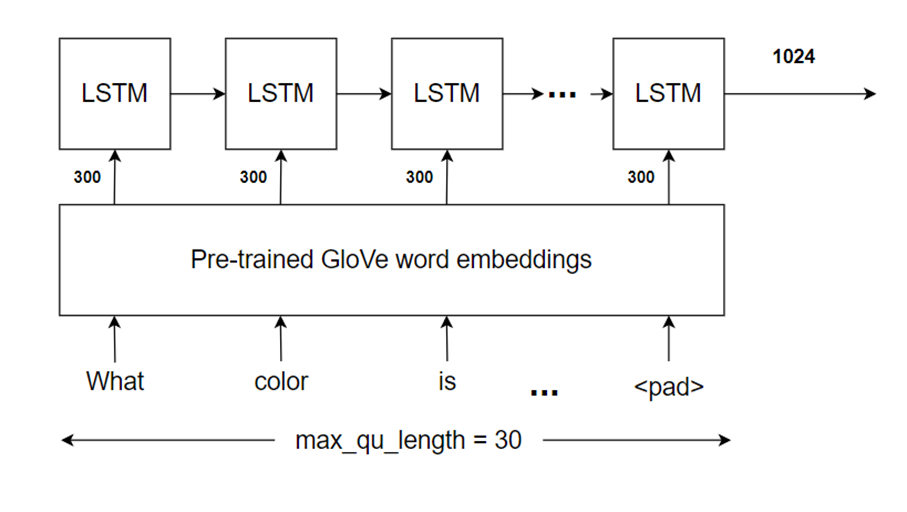 1024
LSTM LSTM LSTM ... LSTM
300 300 300 300
Pre-trained GloVe word embeddings
What color is ... <pad>
max_qu_length = 30